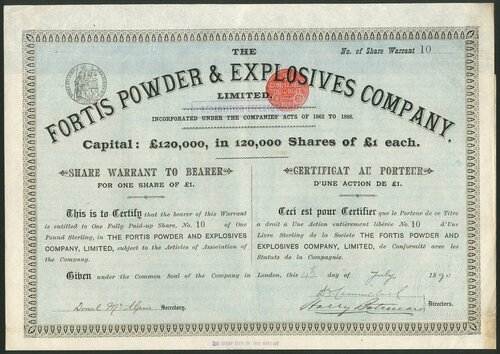 THE
No. of Share Warrant 10
FORTIS POWDER & EXPLOSIVES COMPANY,
LIMITED
INCORPORATED UNDER THE COMPANIES' ACTS OF 1862 TO 1886.
Capital: £120,000, in 120,000 Shares of £1 each.
SHARE WARRANT TO BEARER
FOR ONE SHARE OF £1.
This is to Certify that the bearer of this Warrant
is entitled to One Fully Paid-up Share, No. 10 of One
Pound Sterling, in THE FORTIS POWDER AND EXPLOSIVES
COMPANY, LIMITED, subject to the Articles of Association of
the Company.
CERTIFICAT AU PORTEUR
D'UNE ACTION DE £1.
Ceci est pour Certifier que le Porteur de ce Titre
a droit à une Action entièrement libérée No. 10 d'Une
Livre Sterling de la Société THE FORTIS POWDER AND
EXPLOSIVES COMPANY, LIMITED, de Conformité avec les
Statuts de la Compagnie.
Given under the Common Seal of the Company in London, this 4th day of July 1890
Donal McAlpin Secretary.
Directors.